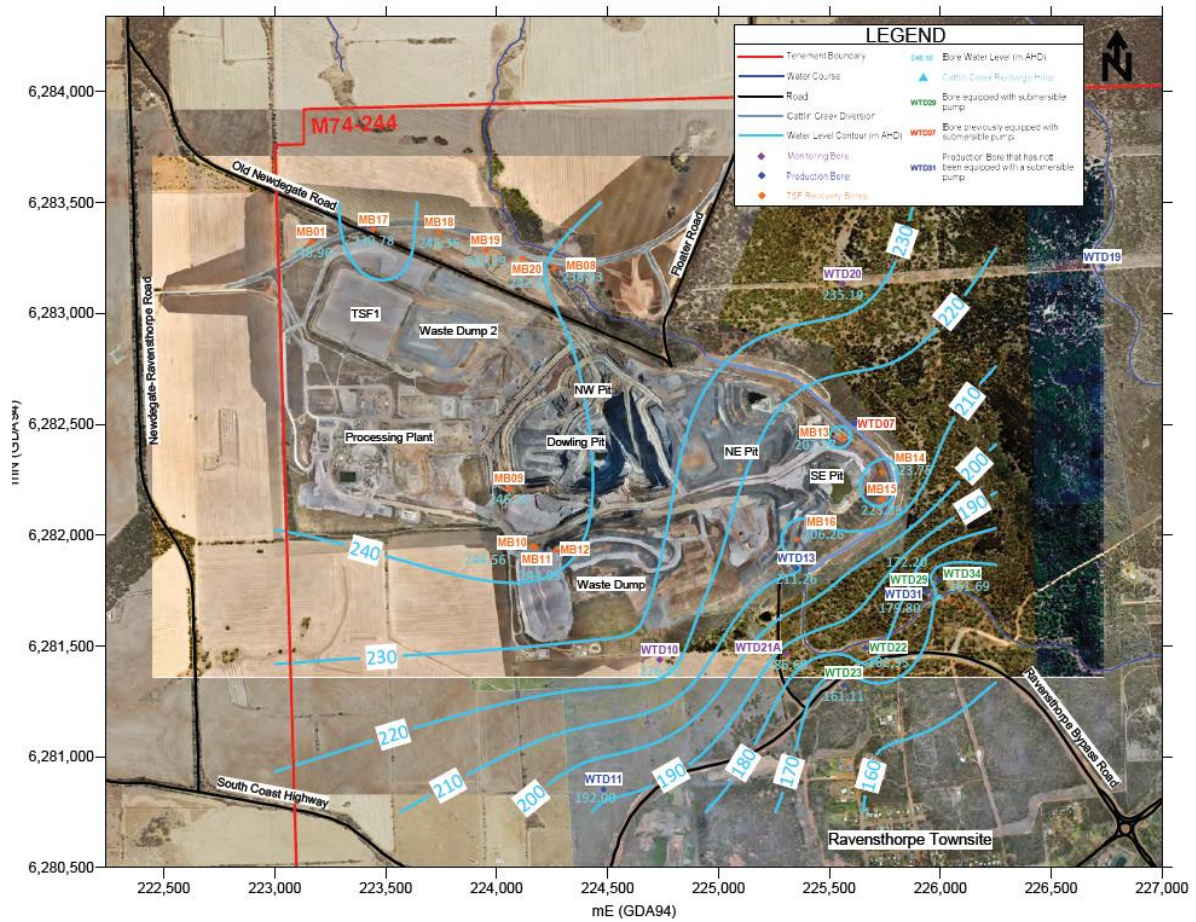 LEGEND
Tenement Boundary
Water Course
Road
Cattlin Creek Diversion
Water Level Contour (m AHD)
Monitoring Bore
Production Bore
TSF Recovery Bores
Bore Water Level (m AHD)
Cattlin Creek Recharge
WTD29 Bore equipped with submersible
pump
WTD07 Bore previously equipped with
submersible pump
WTD31 Production Bore that has not
been equipped with a submersible
pump
N
6,284,000
M74-244
Old Newdegate Road
6,283,500
MB01
MB17
MB18
MB19
MB20
MB08
Floater Road
230
WTD19
WTD20
235.19
220
Newdegate-Ravensthorpe Road
6,283,000
TSF1
Waste Dump 2
NW Pit
210
6,282,500
Processing Plant
Dowling Pit
NE Pit
MB13
WTD07
MB14
SE Pit
MB15
200
MB09
190
6,282,000
240
MB10
MB11
MB12
MB16
206.26
WTD13
211.26
172.20
WTD29
WTD34
WTD31
179.80
Waste Dump
6,281,500
230
WTD10
WTD21A
WTD22
WTD23
161.11
6,281,000
220
210
200
WTD11
192.00
190
180
170
160
Ravensthorpe Bypass Road
South Coast Highway
Ravensthorpe Townsite
6,280,500
222,500
223,000
223,500
224,000
224,500
225,000
225,500
226,000
226,500
227,000
mE (GDA94)